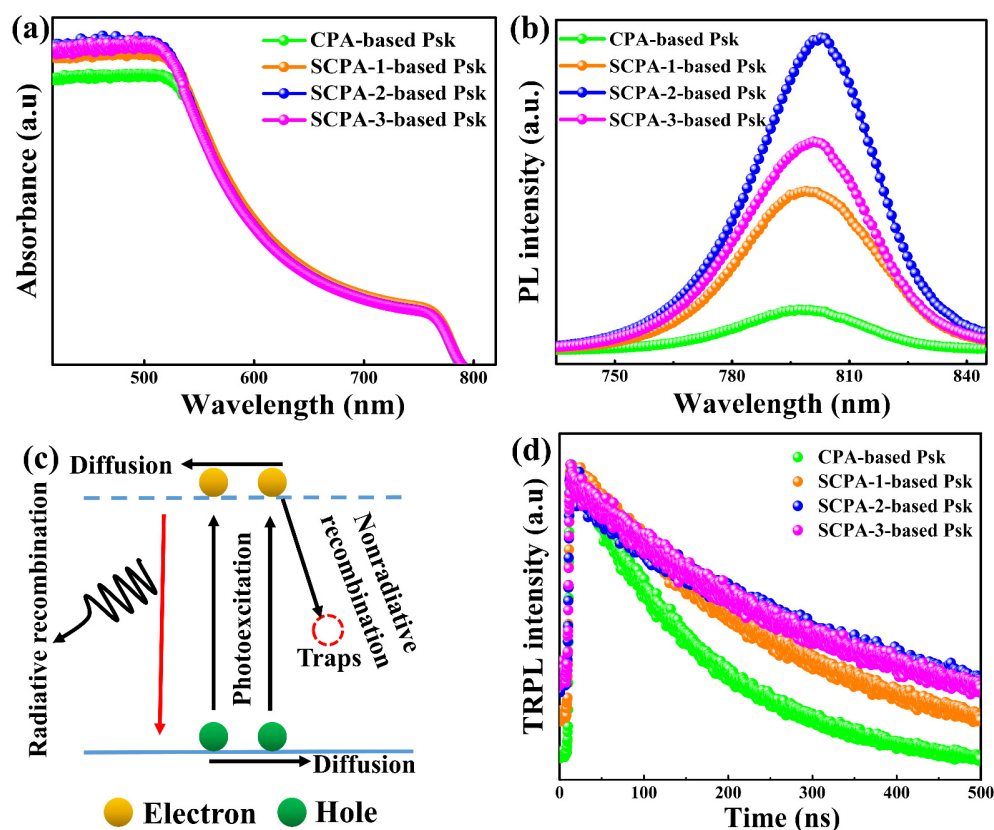 (a)
CPA-based Psk
SCPA-1-based Psk
SCPA-2-based Psk
SCPA-3-based Psk
Absorbance (a.u)
500
600
700
800
Wavelength (nm)
(b)
CPA-based Psk
SCPA-1-based Psk
SCPA-2-based Psk
SCPA-3-based Psk
PL intensity (a.u.)
750
780
810
840
Wavelength (nm)
(c)
Diffusion
Radiative recombination
Photoexcitation
Nonradiative
recombination
Traps
Diffusion
Electron
Hole
(d)
CPA-based Psk
SCPA-1-based Psk
SCPA-2-based Psk
SCPA-3-based Psk
TRPL intensity (a.u)
0
100
200
300
400
500
Time (ns)